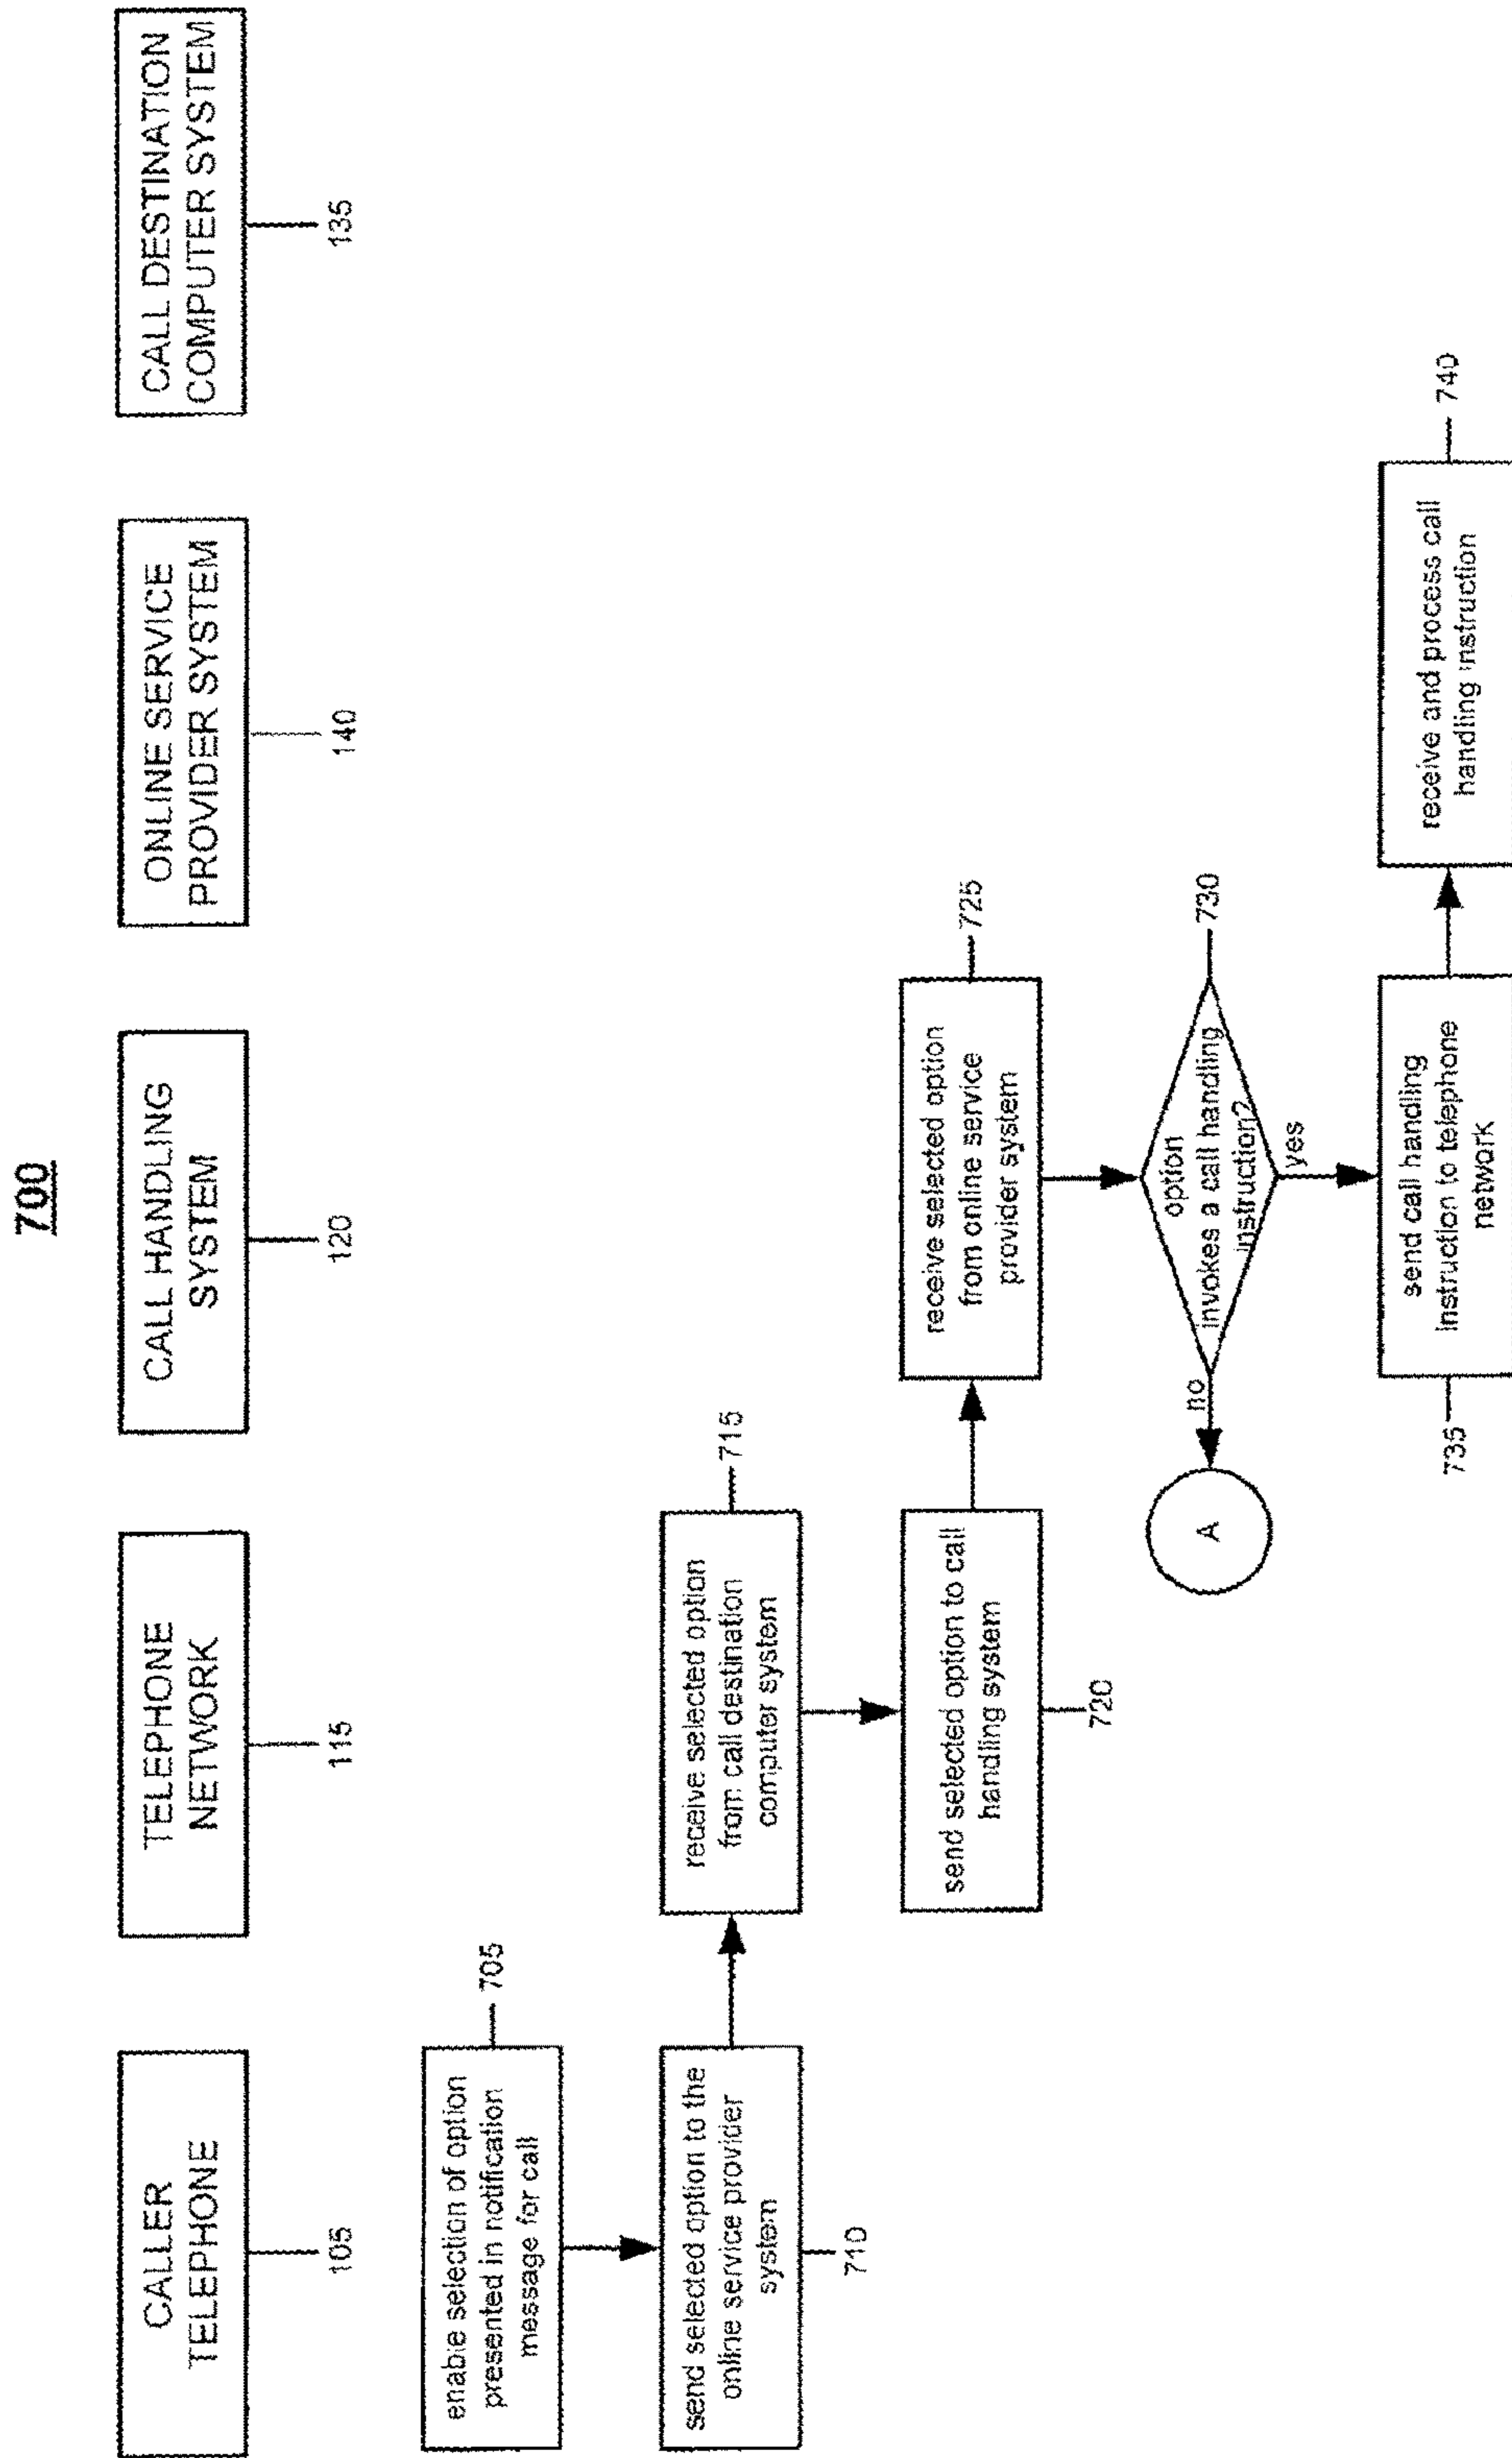 700
CALLER
TELEPHONE
105
TELEPHONE
NETWORK
115
CALL HANDLING
SYSTEM
120
ONLINE SERVICE
PROVIDER SYSTEM
140
CALL DESTINATION
COMPUTER SYSTEM
135
enable selection of option
presented in notification
message for call
705
send selected option to the
online service provider
system
710
receive selected option
from call destination
computer system
715
send selected option to call
handling system
720
receive selected option
from online service
provider system
725
option
invokes a call handling
instruction?
730
no
A
yes
send call handling
instruction to telephone
network
735
receive and process call
handling instruction
740